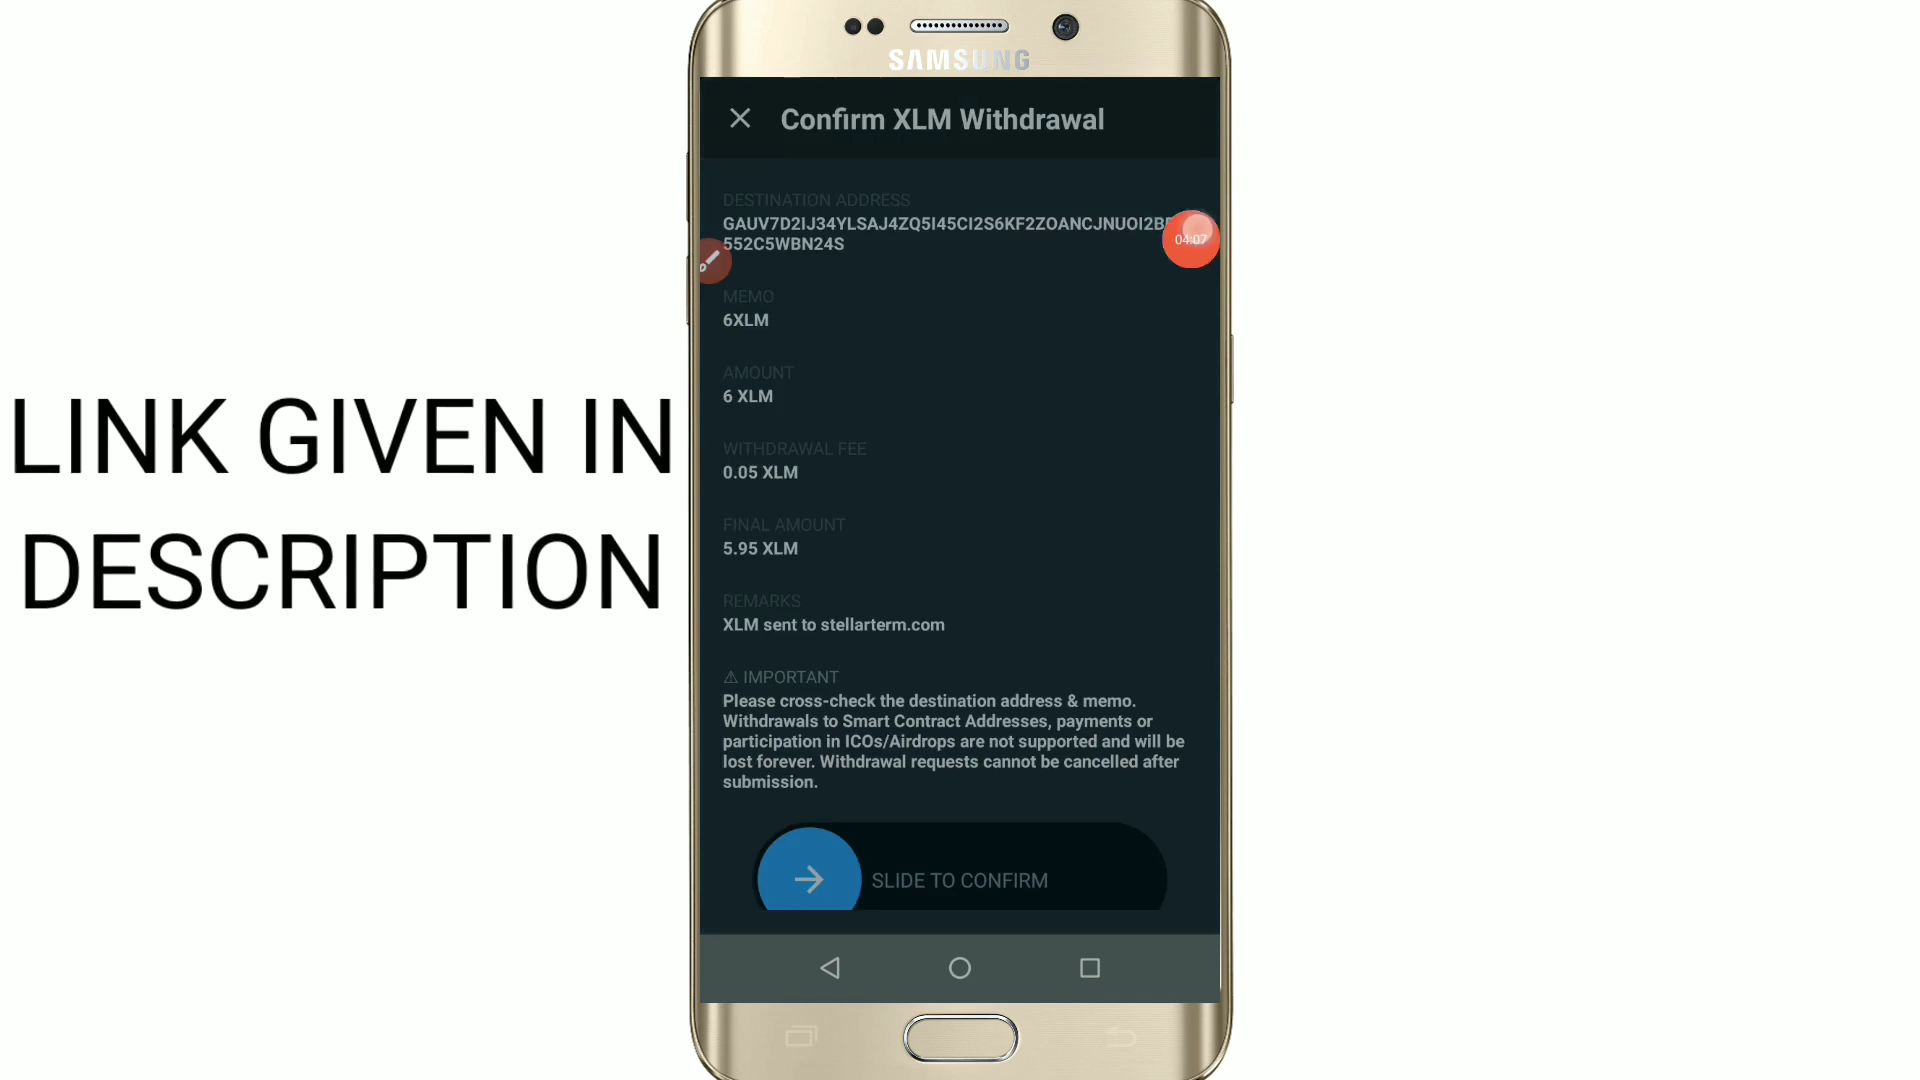 SAMSUNG
Confirm XLM Withdrawal
DESTINATION ADDRESS
GAUV7D2IJ34YLSAJ4ZQ5I45CI2S6KF2ZOANCJNUOI2B
552C5WBN24S
04:07
MEMO
6XLM
AMOUNT
6 XLM
WITHDRAWAL FEE
0.05 XLM
FINAL AMOUNT
5.95 XLM
REMARKS
XLM sent to stellarterm.com
⚠ IMPORTANT
Please cross-check the destination address & memo.
Withdrawals to Smart Contract Addresses, payments or
participation in ICOs/Airdrops are not supported and will be
lost forever. Withdrawal requests cannot be cancelled after
submission.
SLIDE TO CONFIRM
LINK GIVEN IN
DESCRIPTION